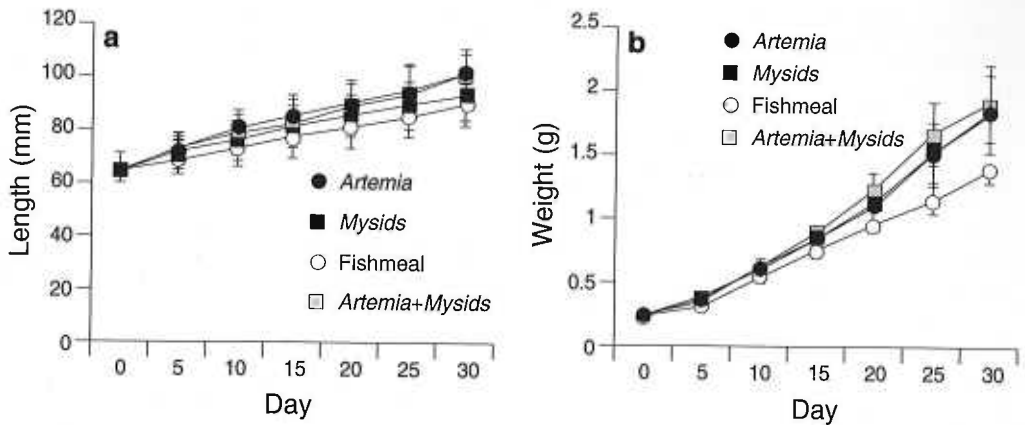 a
Length (mm)
120
100
80
60
40
20
0
0 5 10 15 20 25 30
Day
Artemia
Mysids
Fishmeal
Artemia+Mysids
b
Weight (g)
2.5
2
1.5
1
0.5
0
0 5 10 15 20 25 30
Day
Artemia
Mysids
Fishmeal
Artemia+Mysids